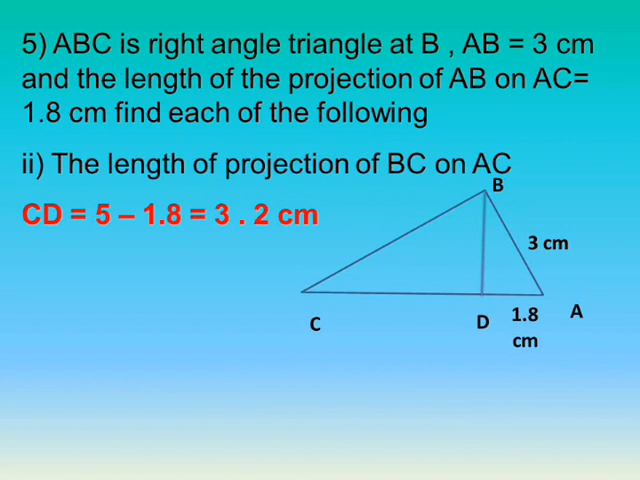 5) ABC is right angle triangle at B , AB = 3 cm
and the length of the projection of AB on AC=
1.8 cm find each of the following
ii) The length of projection of BC on AC
CD = 5 – 1.8 = 3 . 2 cm
B
3 cm
C
D
1.8
cm
A